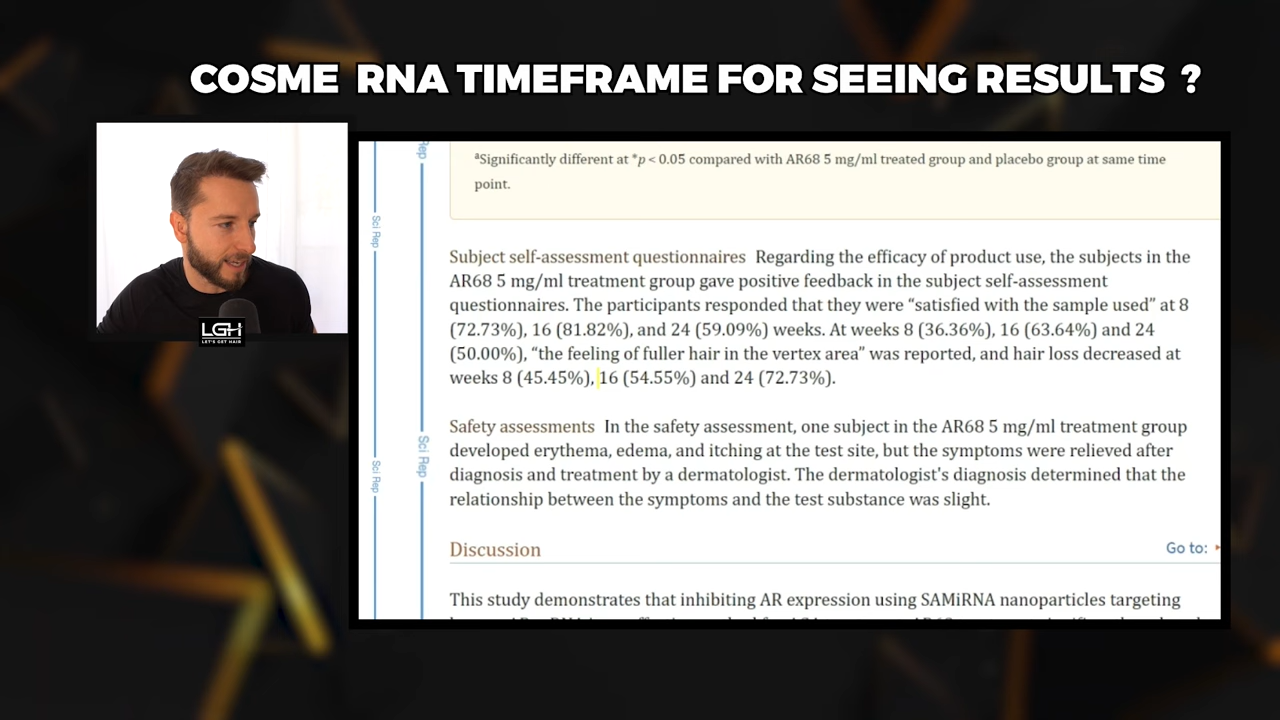 COSME RNA TIMEFRAME FOR SEEING RESULTS ?
LGH
LET'S GET HAIR
Rep
Sci Rep
Sci Rep
Sci Rep
ªSignificantly different at *p < 0.05 compared with AR68 5 mg/ml treated group and placebo group at same time
point.
Subject self-assessment questionnaires Regarding the efficacy of product use, the subjects in the
AR68 5 mg/ml treatment group gave positive feedback in the subject self-assessment
questionnaires. The participants responded that they were “satisfied with the sample used” at 8
(72.73%), 16 (81.82%), and 24 (59.09%) weeks. At weeks 8 (36.36%), 16 (63.64%) and 24
(50.00%), “the feeling of fuller hair in the vertex area” was reported, and hair loss decreased at
weeks 8 (45.45%), 16 (54.55%) and 24 (72.73%).
Safety assessments In the safety assessment, one subject in the AR68 5 mg/ml treatment group
developed erythema, edema, and itching at the test site, but the symptoms were relieved after
diagnosis and treatment by a dermatologist. The dermatologist's diagnosis determined that the
relationship between the symptoms and the test substance was slight.
Discussion
Go to:
This study demonstrates that inhibiting AR expression using SAMiRNA nanoparticles targeting